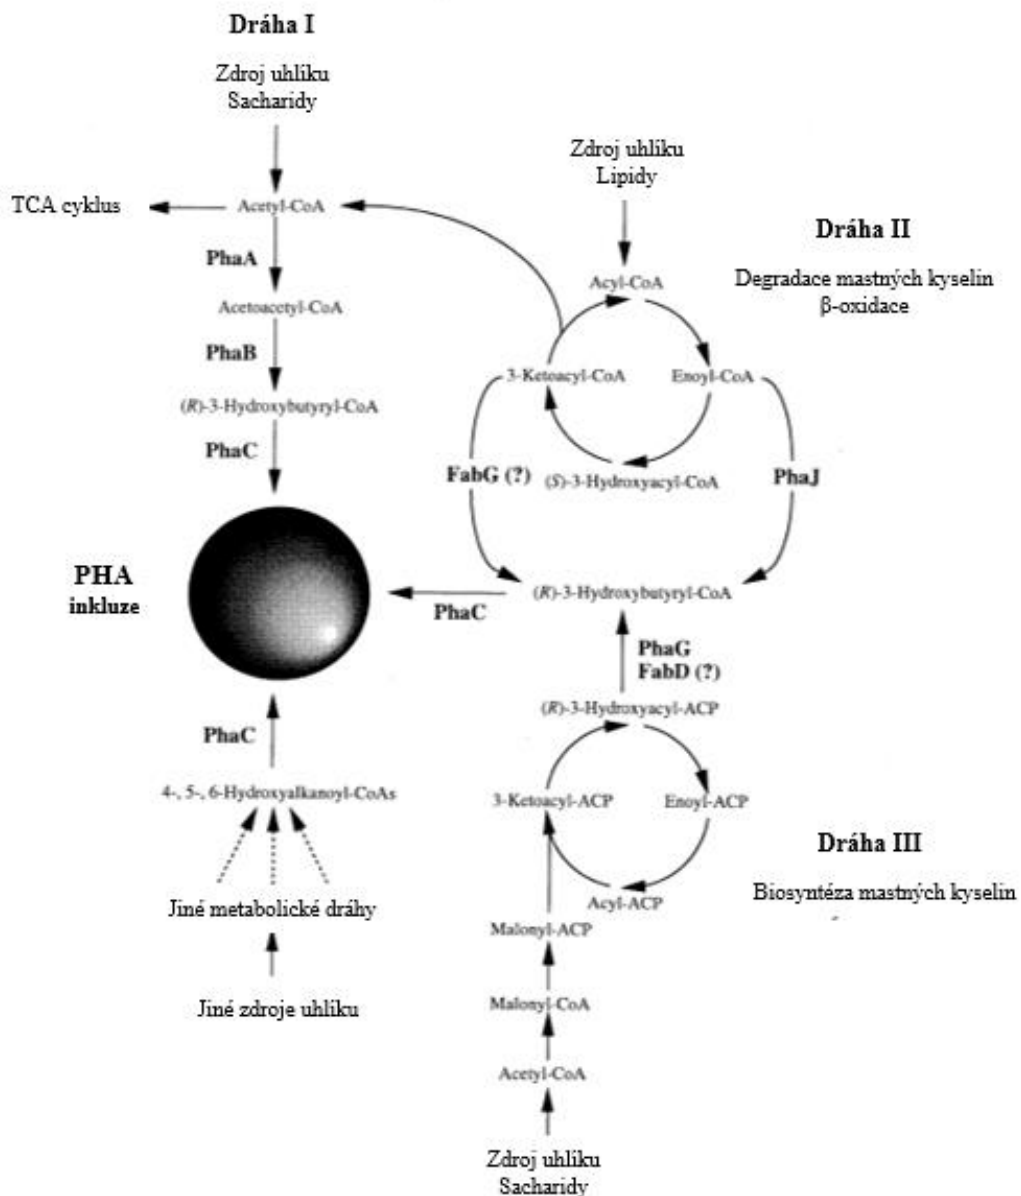 Dráha I
Zdroj uhlíku
Sacharidy
TCA cyklus
Acetyl-CoA
PhaA
Acetoacetyl-CoA
PhaB
(R)-3-Hydroxybutyryl-CoA
PhaC
PHA
inkluze
PhaC
4-, 5-, 6-Hydroxyalkanoyl-CoAs
Jiné metabolické dráhy
Jiné zdroje uhlíku
Zdroj uhlíku
Lipidy
Dráha II
Degradace mastných kyselin
β-oxidace
Acyl-CoA
3-Ketoacyl-CoA
Enoyl-CoA
FabG (?)
(S)-3-Hydroxyacyl-CoA
PhaJ
PhaC
(R)-3-Hydroxybutyryl-CoA
PhaG
FabD (?)
(R)-3-Hydroxyacyl-ACP
3-Ketoacyl-ACP
Enoyl-ACP
Dráha III
Biosyntéza mastných kyselin
Acyl-ACP
Malonyl-ACP
Malonyl-CoA
Acetyl-CoA
Zdroj uhlíku
Sacharidy